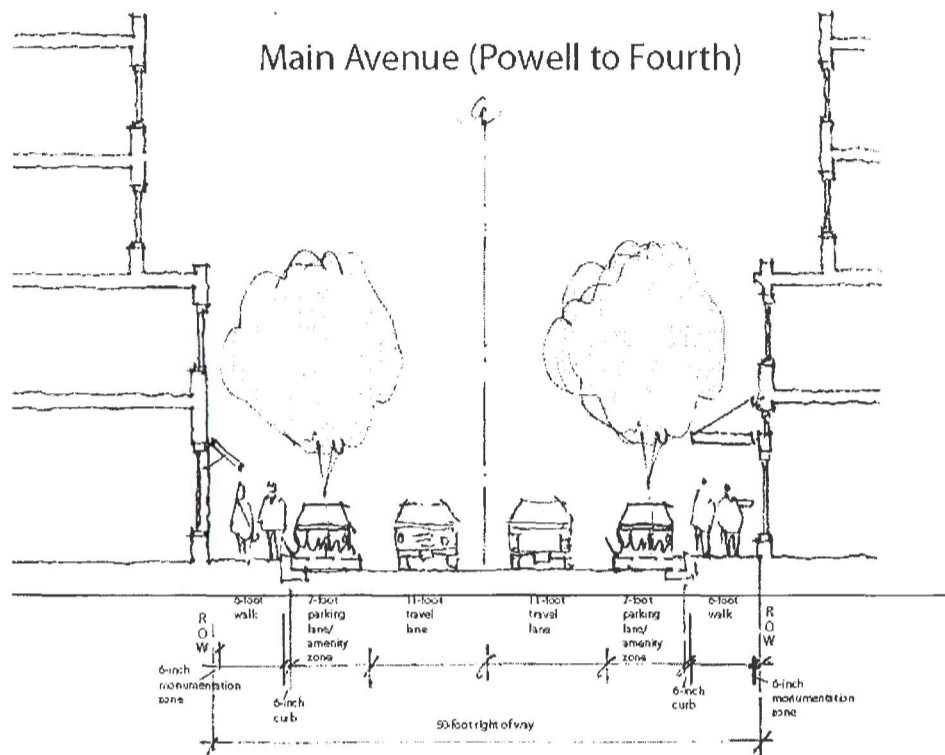 Main Avenue (Powell to Fourth)
CL
6-foot
walk
7-foot
parking
lane/
amenity
zone
11-foot
travel
lane
11-foot
travel
lane
7-foot
parking
lane/
amenity
zone
6-foot
walk
R
O
W
R
O
W
6-inch
monumentation
zone
6-inch
curb
6-inch
curb
6-inch
monumentation
zone
50-foot right of way